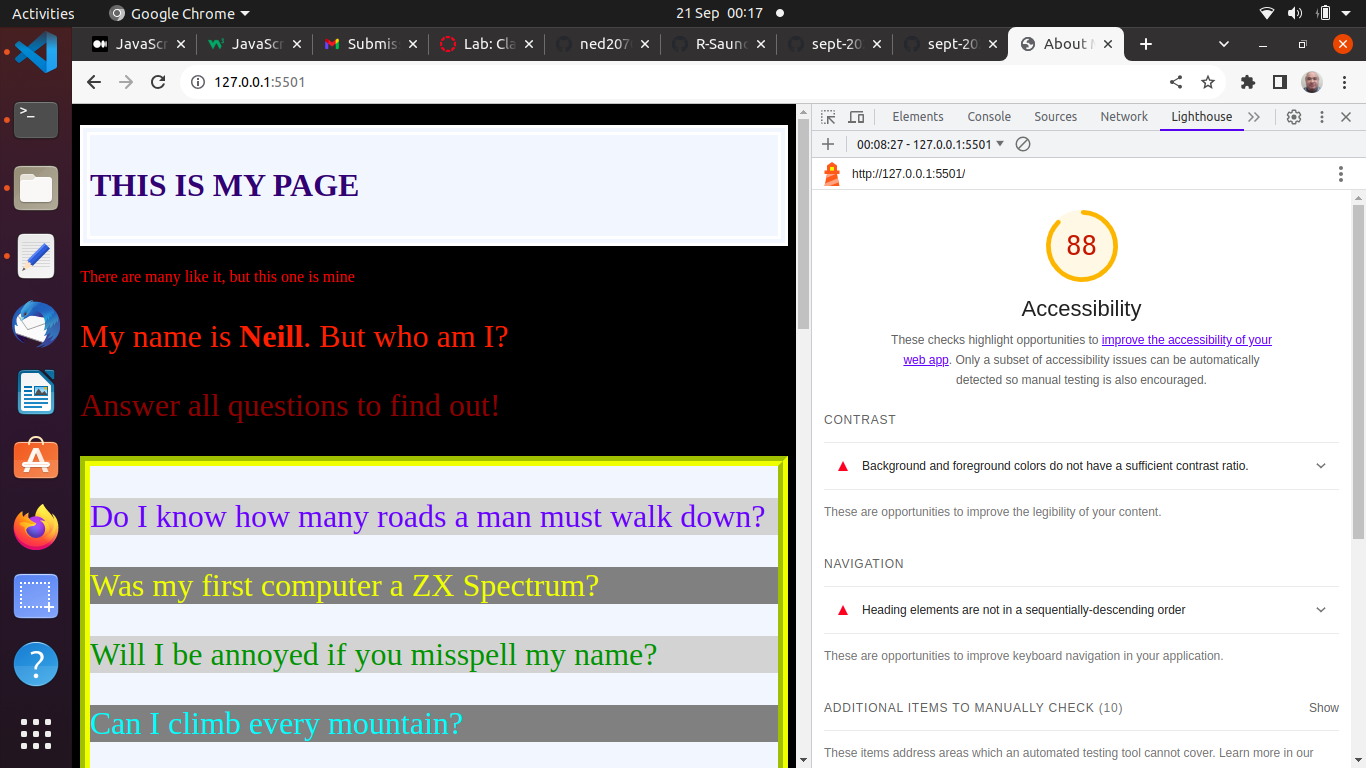 Activities
Google Chrome
21 Sep 00:17
JavaScr
JavaScr
Submis
Lab: Cla
ned207
R-Saund
sept-20
sept-20
About M
127.0.0.1:5501
THIS IS MY PAGE
There are many like it, but this one is mine
My name is Neill. But who am I?
Answer all questions to find out!
Do I know how many roads a man must walk down?
Was my first computer a ZX Spectrum?
Will I be annoyed if you misspell my name?
Can I climb every mountain?
Elements
Console
Sources
Network
Lighthouse
00:08:27 - 127.0.0.1:5501
http://127.0.0.1:5501/
88
Accessibility
These checks highlight opportunities to improve the accessibility of your
web app. Only a subset of accessibility issues can be automatically
detected so manual testing is also encouraged.
CONTRAST
Background and foreground colors do not have a sufficient contrast ratio.
These are opportunities to improve the legibility of your content.
NAVIGATION
Heading elements are not in a sequentially-descending order
These are opportunities to improve keyboard navigation in your application.
ADDITIONAL ITEMS TO MANUALLY CHECK (10)
Show
These items address areas which an automated testing tool cannot cover. Learn more in our